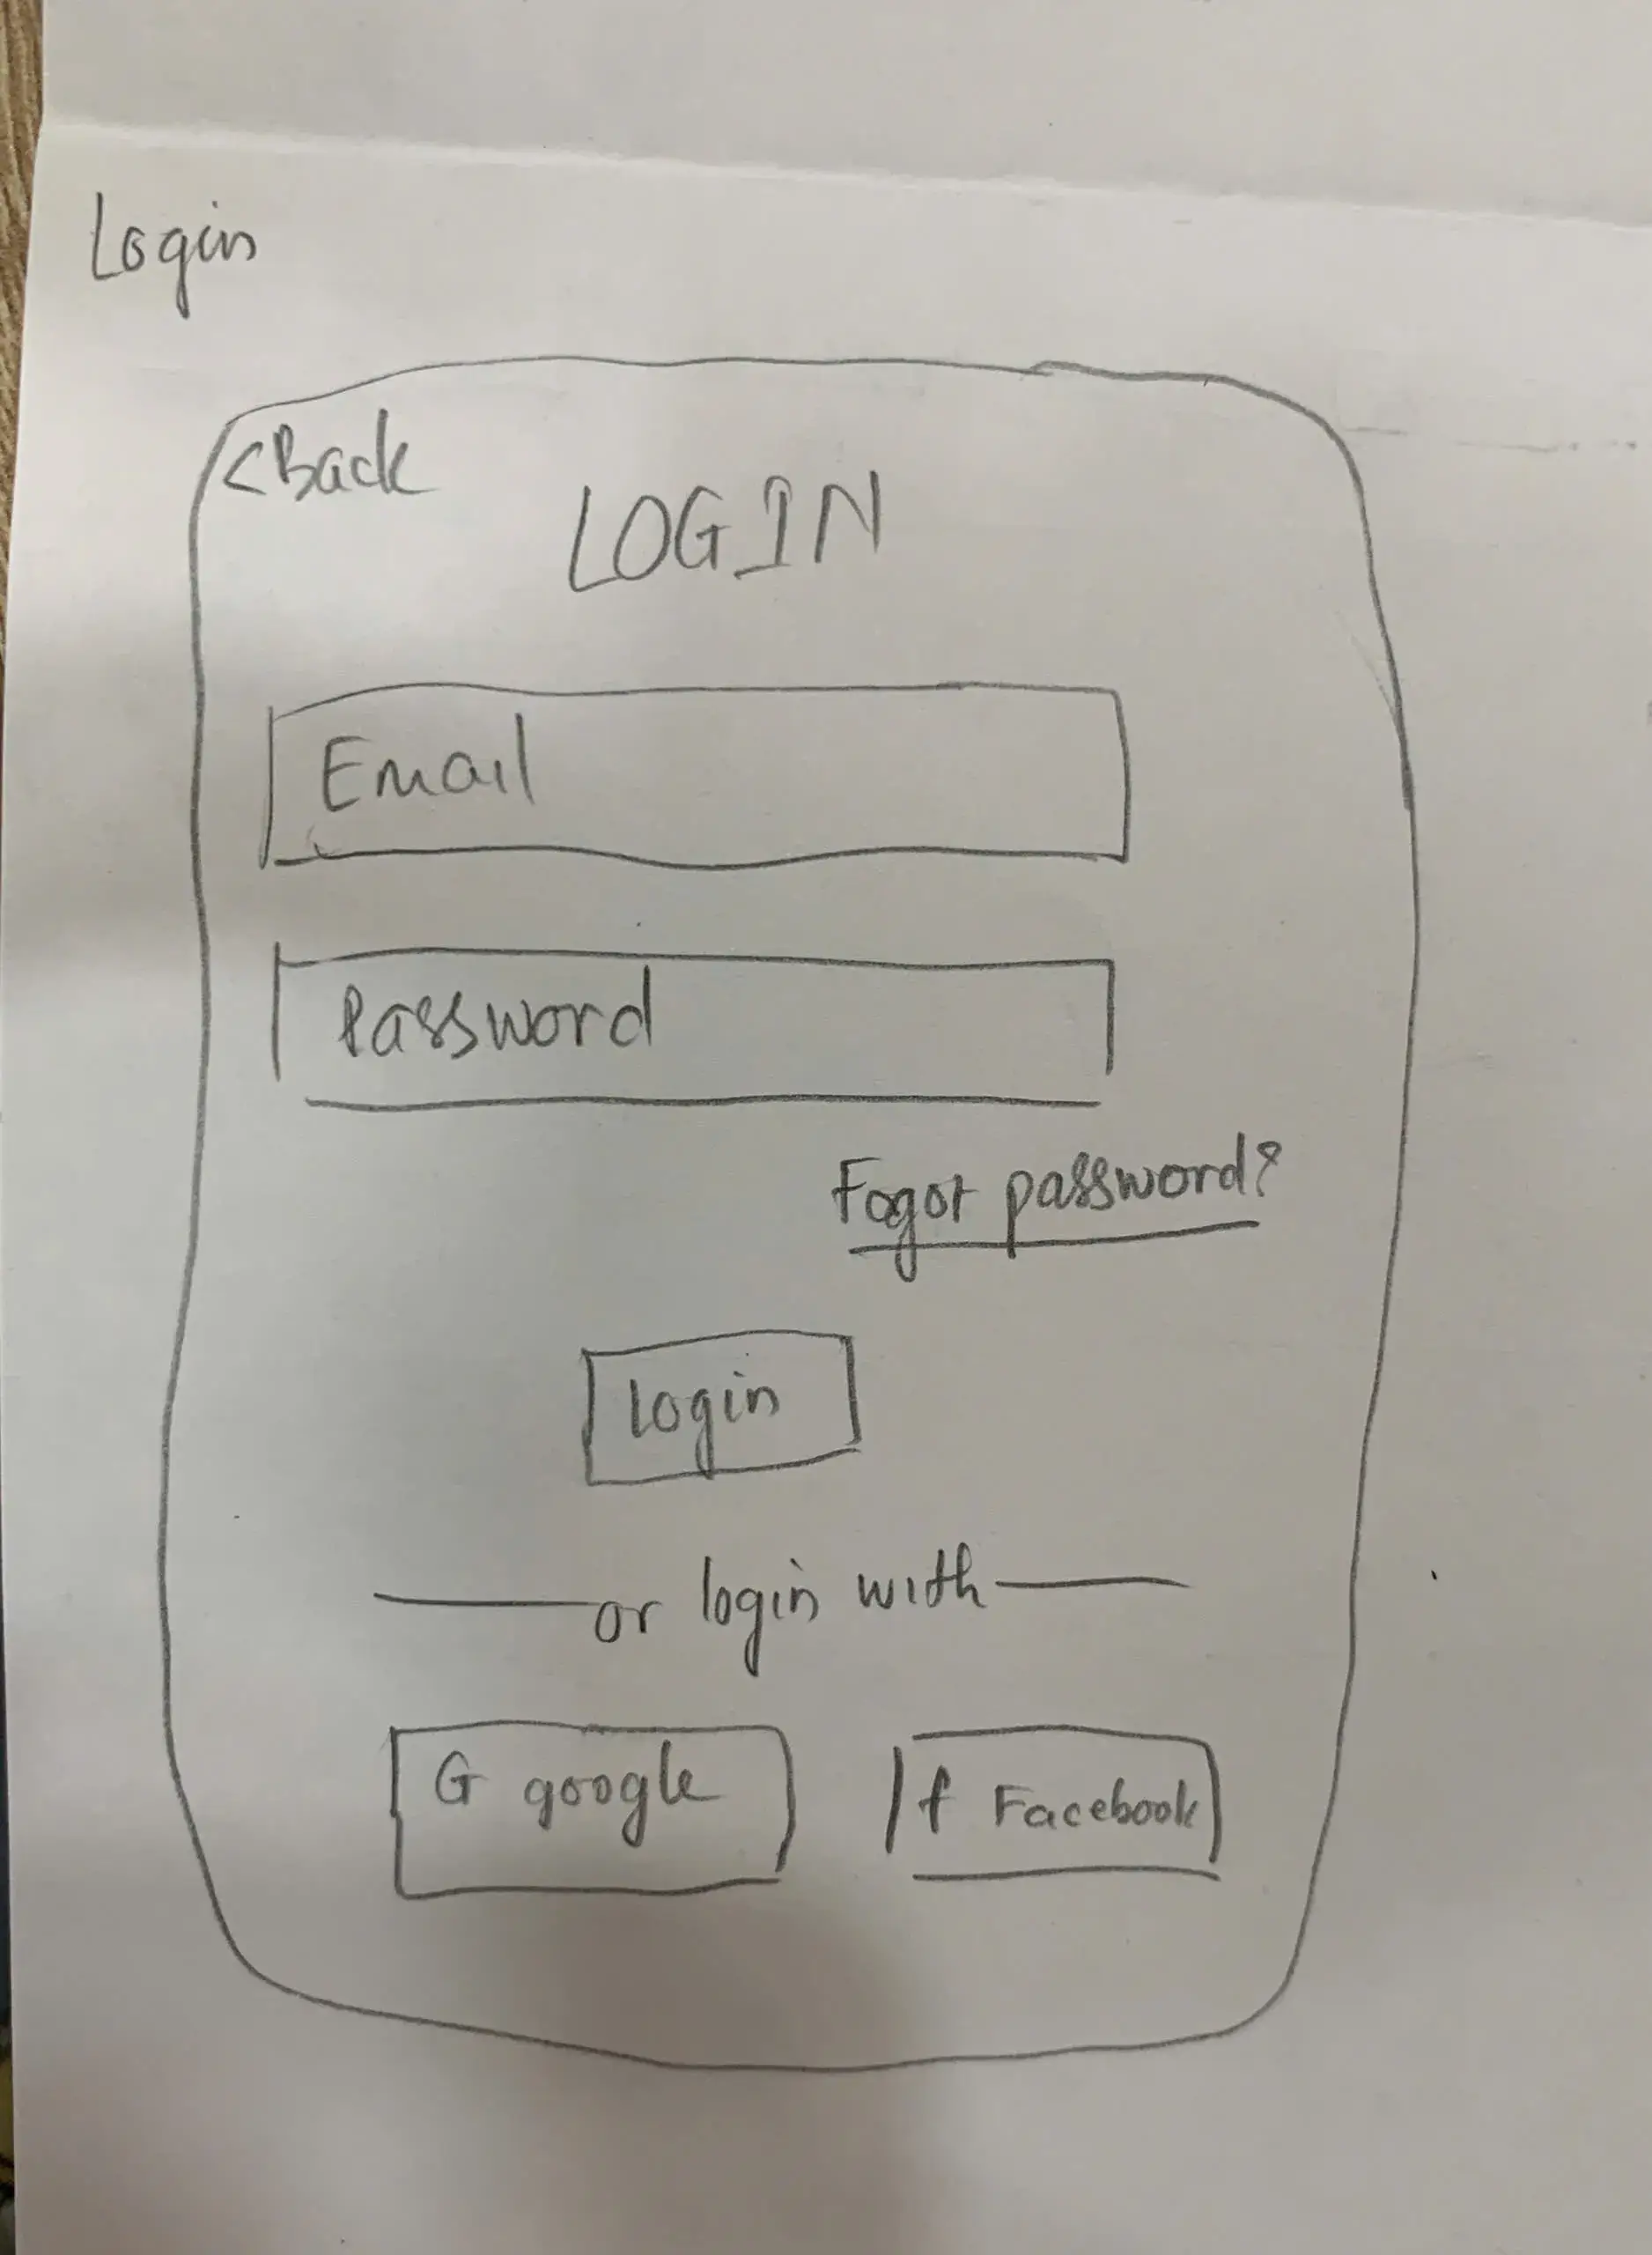 Login
<Back
LOGIN
Email
Password
Fogot password?
login
or login with
G google
f Facebook